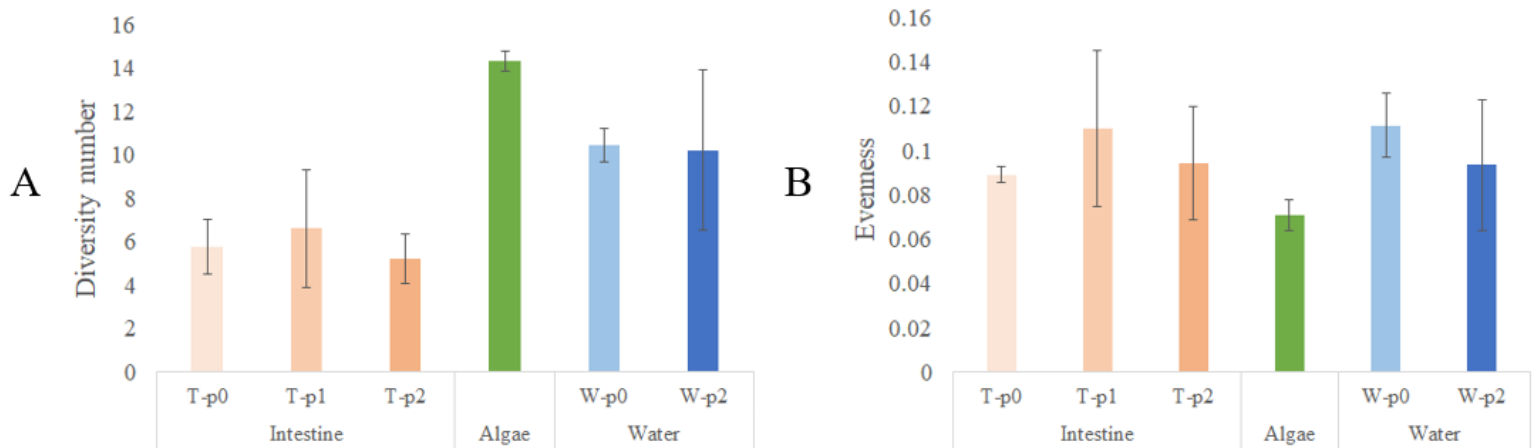 A
Diversity number
16
14
12
10
8
6
4
2
0
T-p0 T-p1 T-p2 W-p0 W-p2
Intestine Algae Water
B
Evenness
0.16
0.14
0.12
0.1
0.08
0.06
0.04
0.02
0
T-p0 T-p1 T-p2 W-p0 W-p2
Intestine Algae Water